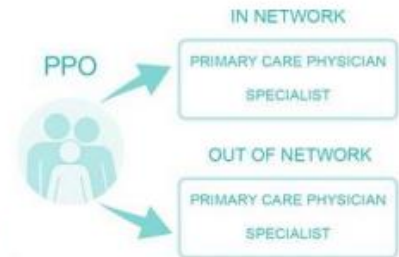 PPO
IN NETWORK
PRIMARY CARE PHYSICIAN
SPECIALIST
OUT OF NETWORK
PRIMARY CARE PHYSICIAN
SPECIALIST